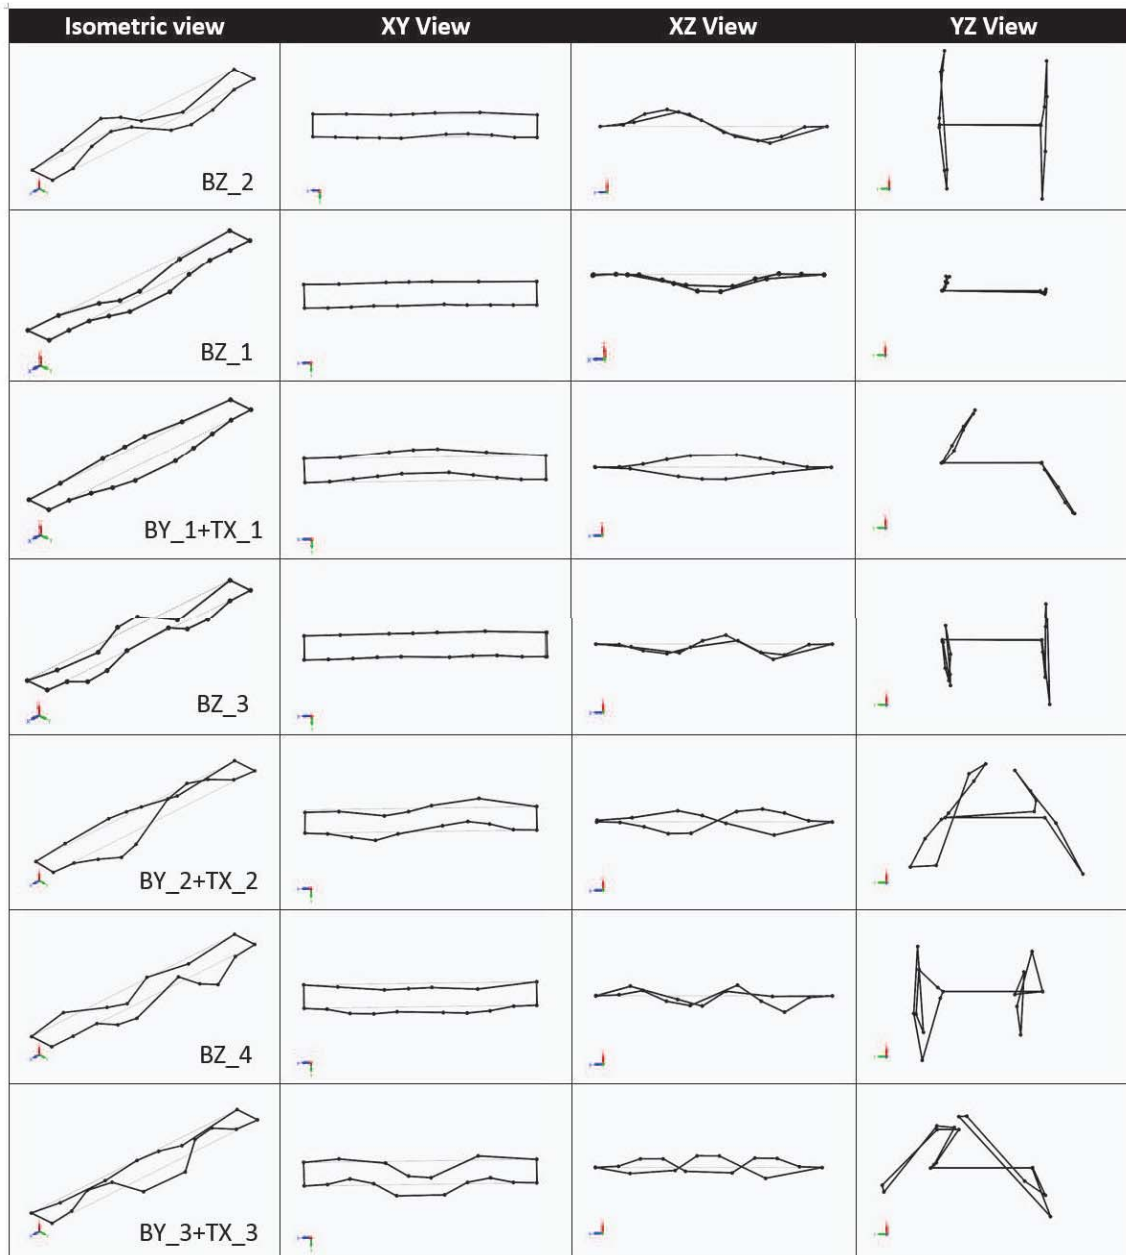 Isometric view XY View XZ View YZ View
BZ_2
BZ_1
BY_1+TX_1
BZ_3
BY_2+TX_2
BZ_4
BY_3+TX_3